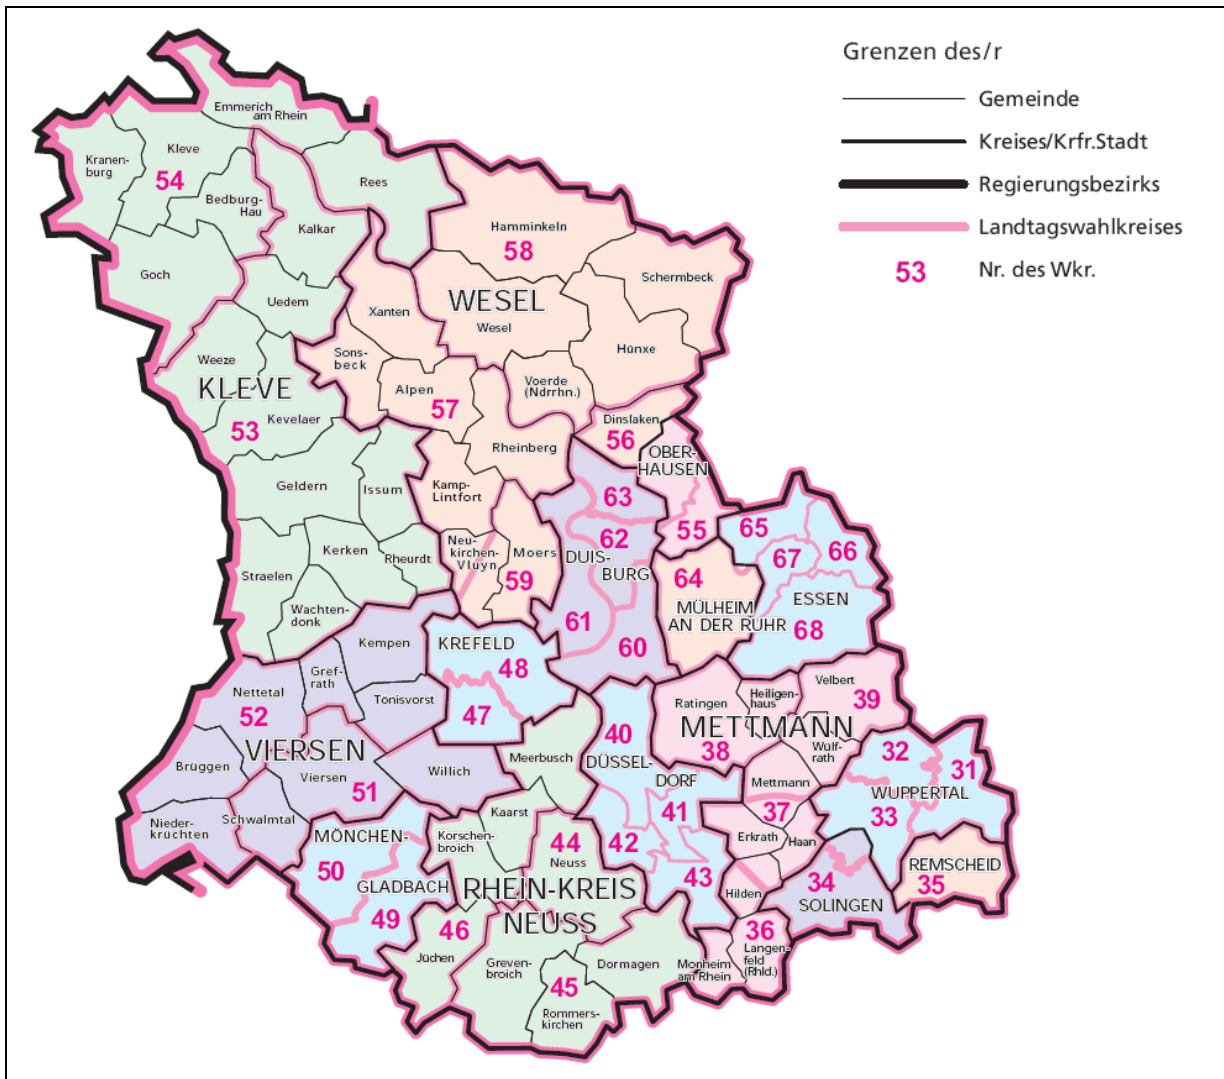 Grenzen des/r
Gemeinde
Kreises/Krfr.Stadt
Regierungsbezirks
Landtagswahlkreises
53 Nr. des Wkr.
Emmerich
am Rhein
Kranen-
burg
Kleve
54
Bedburg-
Hau
Rees
Kalkar
Goch
Uedem
Hamminkeln
58
Schermbeck
WESEL
Wesel
Xanten
Sons-
beck
Hünxe
Weeze
KLEVE
Voerde
(Ndrrhn.)
Alpen
57
Kevelaer
53
Dinslaken
56
Rheinberg
OBER-
HAUSEN
55
Geldern
Issum
Kamp-
Lintfort
63
62
65
66
67
Kerken
Rheurdt
Neu-
kirchen-
Vluyn
Moers
59
DUIS-
BURG
64
Straelen
ESSEN
68
Wachten-
donk
61
60
MÜLHEIM
AN DER RUHR
Kempen
KREFELD
48
47
Gref-
rath
Nettetal
52
Tönisvorst
VIERSEN
Brüggen
Viersen
51
Willich
Meerbusch
Velbert
39
Heiligen-
haus
Ratingen
METTMANN
38
Wülf-
rath
40
DÜSSEL-
DORF
41
42
43
32
31
WUPPERTAL
33
Mettmann
37
Erkrath
Haan
Nieder-
krüchten
Schwalmtal
MÖNCHEN-
50
GLADBACH
49
Kaarst
Korschen-
broich
44
Neuss
RHEIN-KREIS
NEUSS
46
Jüchen
Greven-
broich
45
Rommers-
kirchen
Dormagen
Hilden
34
SOLINGEN
REMSCHEID
35
36
Langen-
feld
(Rhld.)
Monheim
am Rhein